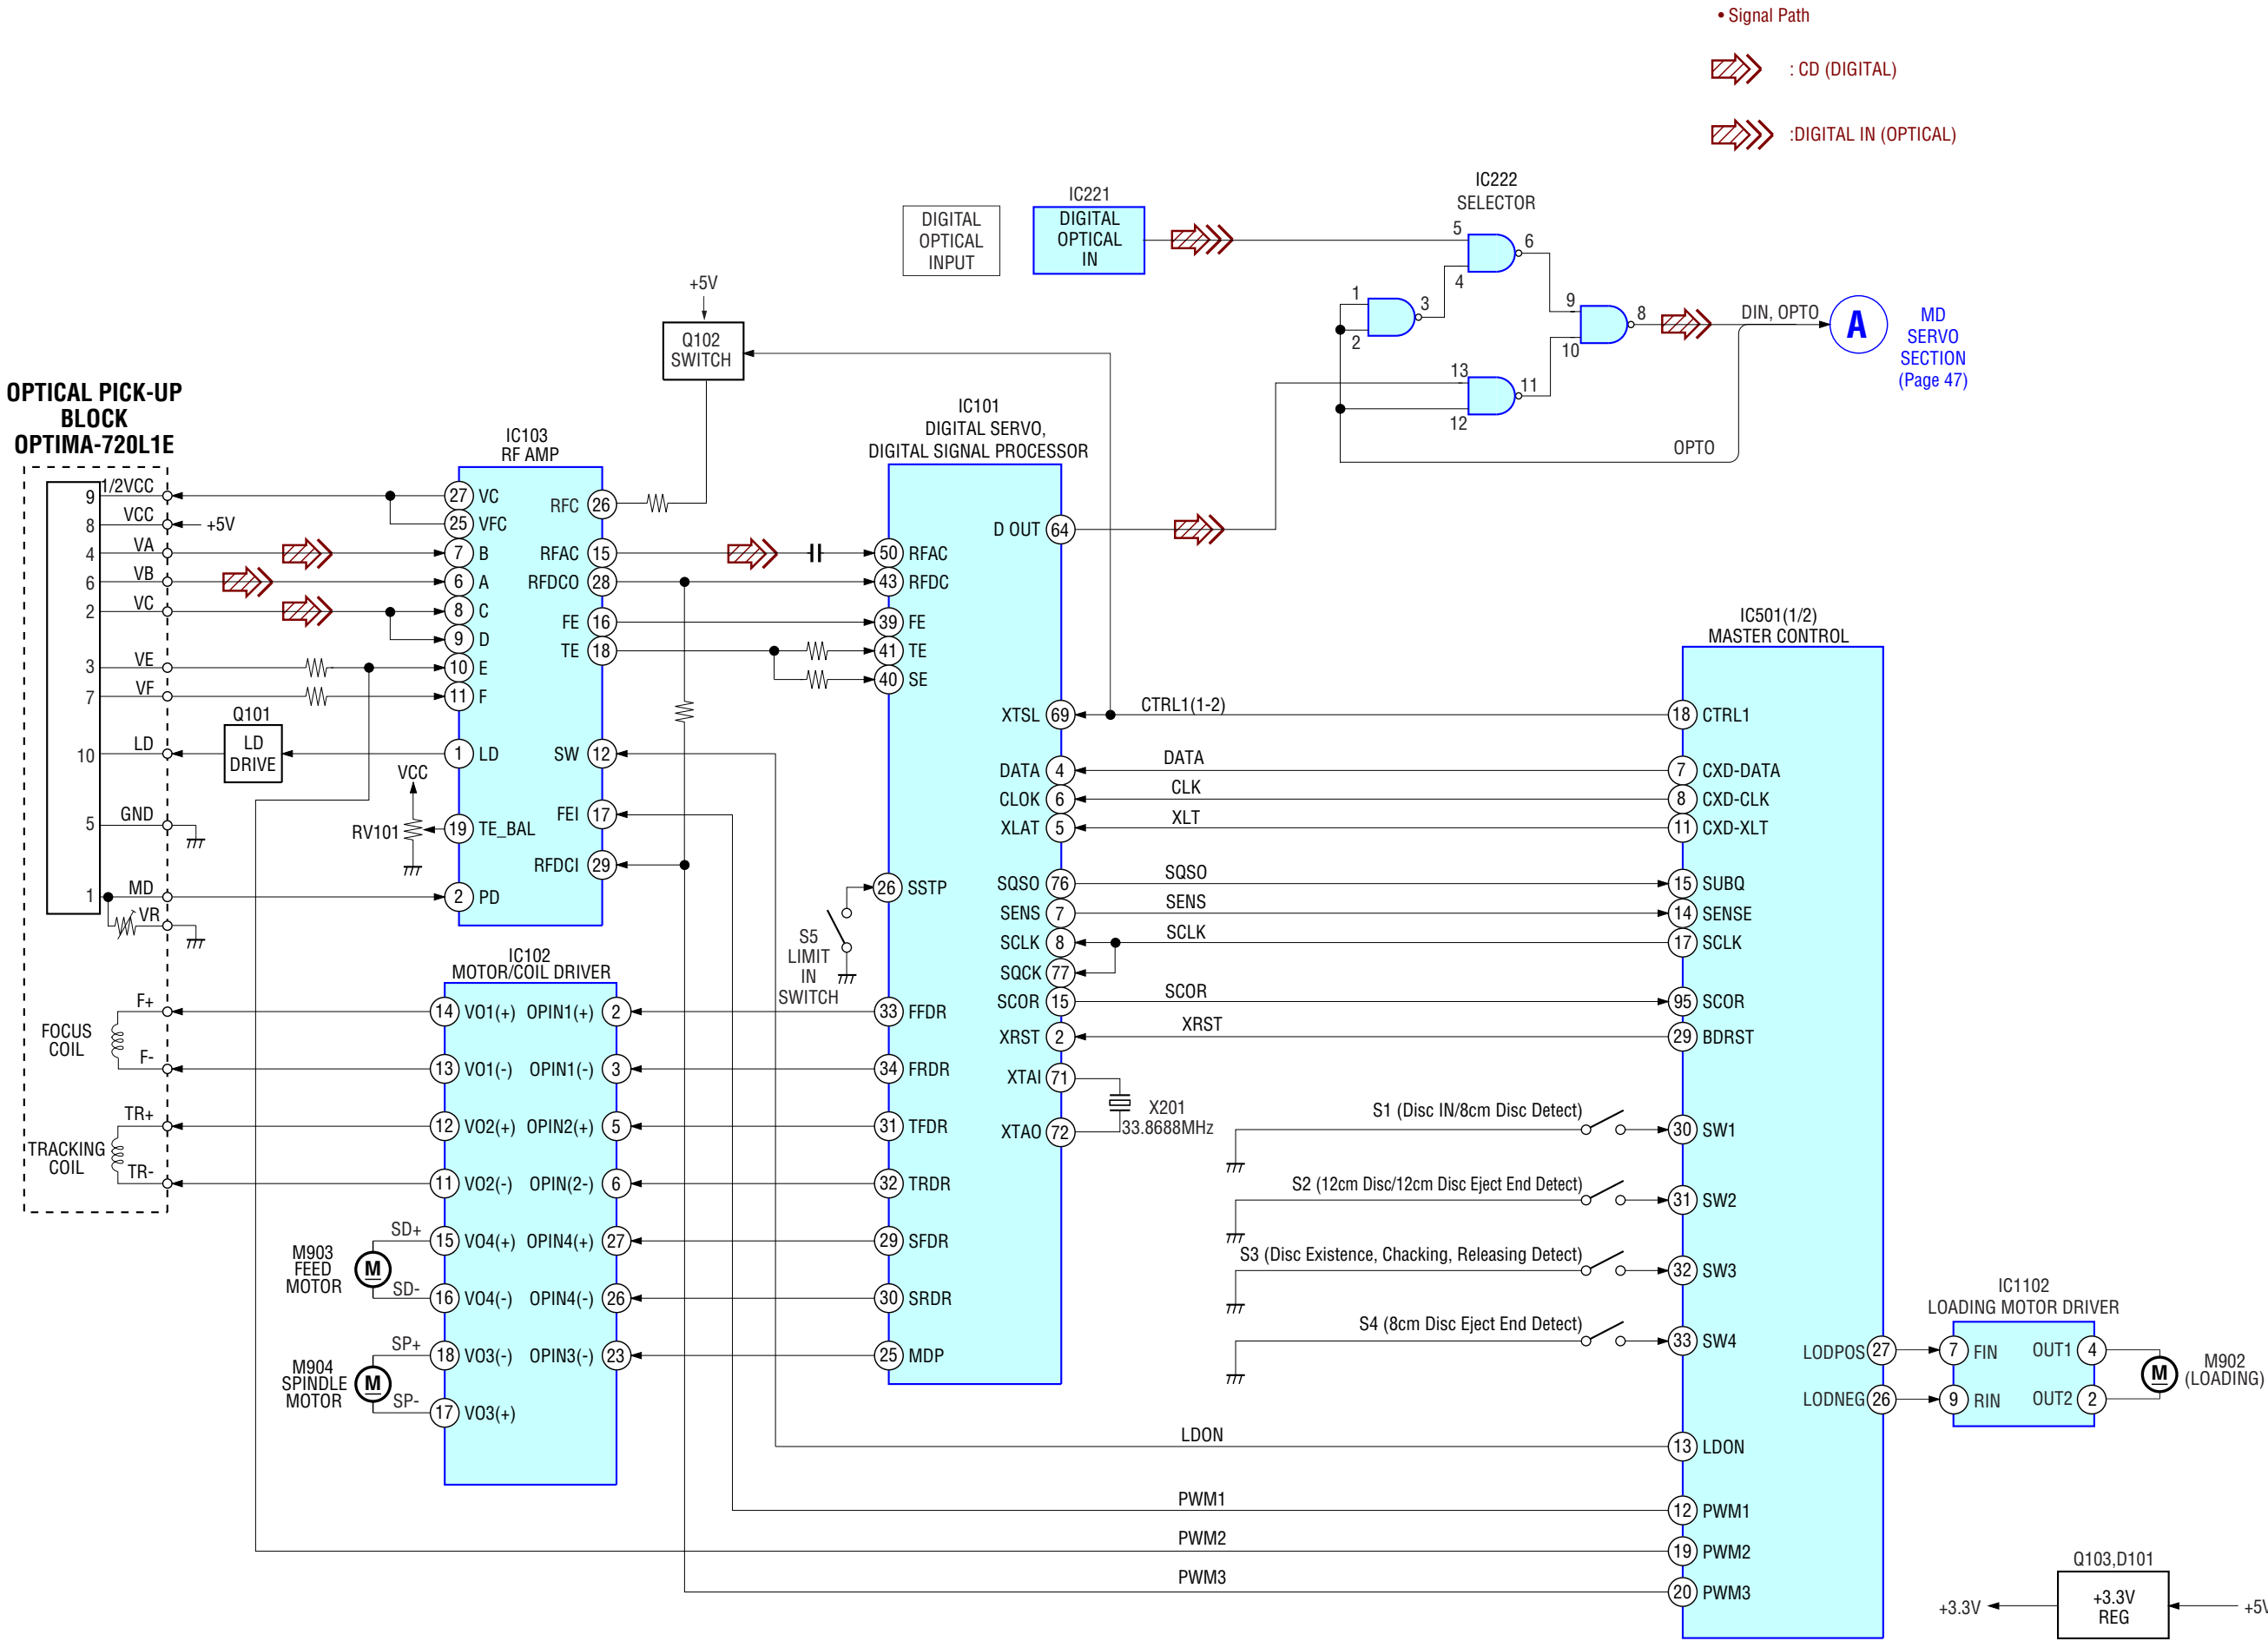 • Signal Path
: CD (DIGITAL)
:DIGITAL IN (OPTICAL)
DIGITAL
OPTICAL
INPUT
IC221
DIGITAL
OPTICAL
IN
IC222
SELECTOR
5
4
6
1
2
3
9
10
8
13
12
11
DIN, OPTO
OPTO
A
MD
SERVO
SECTION
(Page 47)
+5V
Q102
SWITCH
OPTICAL PICK-UP
BLOCK
OPTIMA-720L1E
9 1/2VCC
8 VCC +5V
4 VA
6 VB
2 VC
3 VE
7 VF
10 LD
5 GND
1 MD
VR
Q101
LD
DRIVE
VCC
RV101
F+
FOCUS
COIL
F-
TR+
TRACKING
COIL
TR-
IC103
RF AMP
27 VC
25 VFC
7 B
6 A
8 C
9 D
10 E
11 F
1 LD
19 TE_BAL
2 PD
RFC 26
RFAC 15
RFDCO 28
FE 16
TE 18
SW 12
FEI 17
RFDCI 29
IC102
MOTOR/COIL DRIVER
14 VO1(+) OPIN1(+) 2
13 VO1(-) OPIN1(-) 3
12 VO2(+) OPIN2(+) 5
11 VO2(-) OPIN(2-) 6
15 VO4(+) OPIN4(+) 27
16 VO4(-) OPIN4(-) 26
18 VO3(-) OPIN3(-) 23
17 VO3(+)
SD+
M903
FEED
MOTOR
M
SD-
SP+
M904
SPINDLE
MOTOR
M
SP-
IC101
DIGITAL SERVO,
DIGITAL SIGNAL PROCESSOR
50 RFAC
43 RFDC
39 FE
41 TE
40 SE
26 SSTP
S5
LIMIT
IN
SWITCH
33 FFDR
34 FRDR
31 TFDR
32 TRDR
29 SFDR
30 SRDR
25 MDP
D OUT 64
XTSL 69
DATA 4
CLOK 6
XLAT 5
SQSO 76
SENS 7
SCLK 8
SQCK 77
SCOR 15
XRST 2
XTAI 71
XTAO 72
X201
33.8688MHz
CTRL1(1-2)
DATA
CLK
XLT
SQSO
SENS
SCLK
SCOR
XRST
S1 (Disc IN/8cm Disc Detect)
S2 (12cm Disc/12cm Disc Eject End Detect)
S3 (Disc Existence, Chacking, Releasing Detect)
S4 (8cm Disc Eject End Detect)
LDON
PWM1
PWM2
PWM3
IC501(1/2)
MASTER CONTROL
18 CTRL1
7 CXD-DATA
8 CXD-CLK
11 CXD-XLT
15 SUBQ
14 SENSE
17 SCLK
95 SCOR
29 BDRST
30 SW1
31 SW2
32 SW3
33 SW4
13 LDON
12 PWM1
19 PWM2
20 PWM3
LODPOS 27
LODNEG 26
IC1102
LOADING MOTOR DRIVER
7 FIN OUT1 4
9 RIN OUT2 2
M
M902
(LOADING)
Q103,D101
+3.3V
REG
+3.3V
+5V